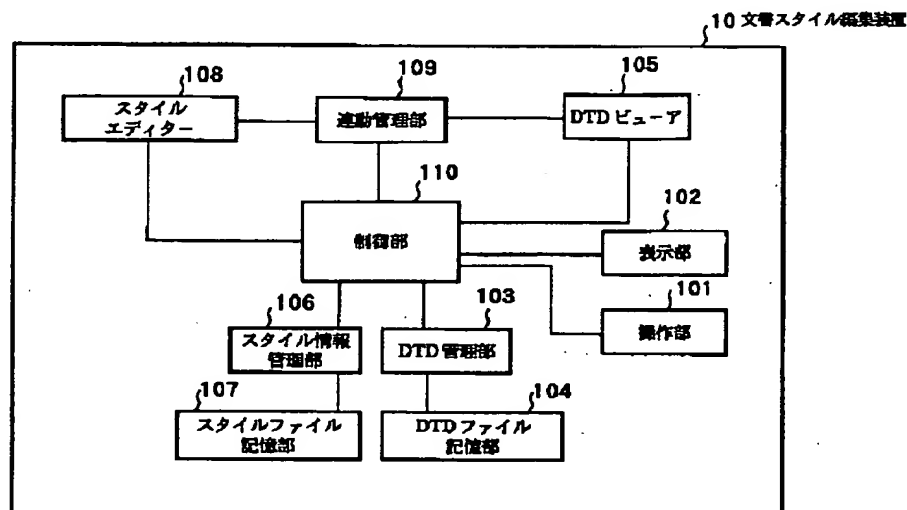 10 文書スタイル編集装置
108
スタイル
エディター
109
連動管理部
105
DTD ビューア
110
制御部
102
表示部
101
操作部
106
スタイル情報
管理部
103
DTD 管理部
107
スタイルファイル
記憶部
104
DTD ファイル
記憶部